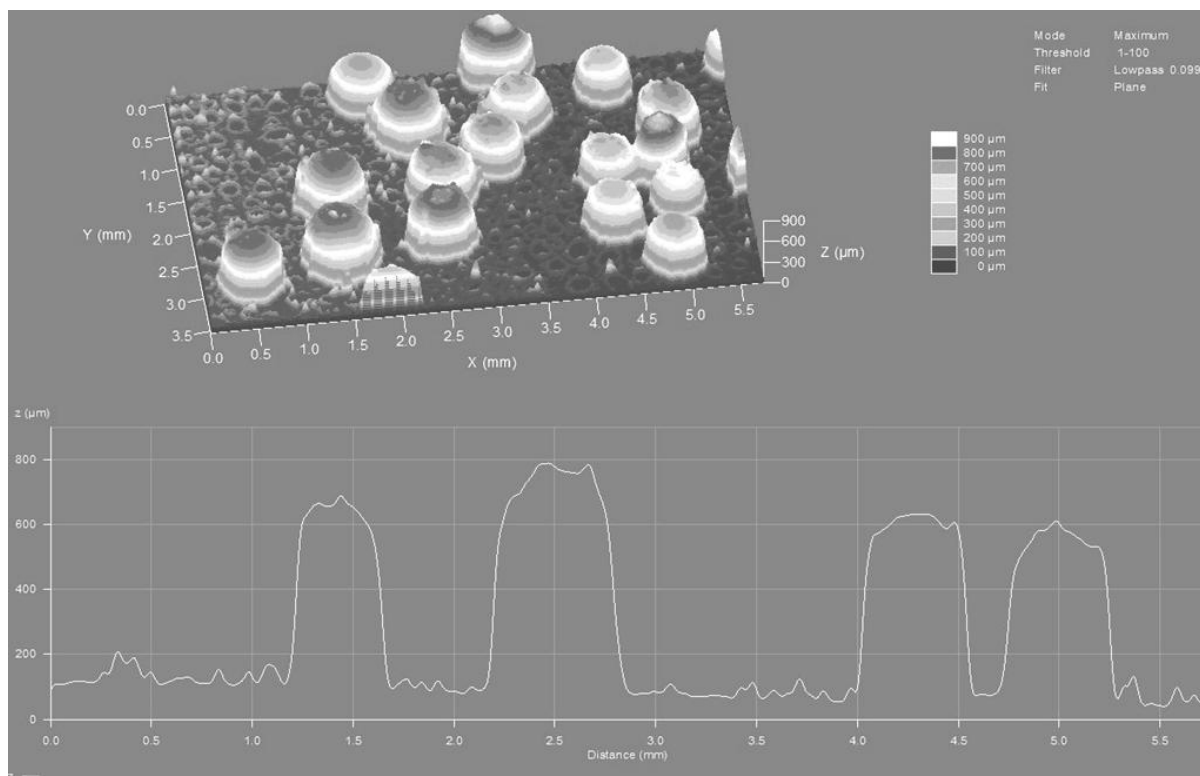 Mode Maximum
Threshold 1-100
Filter Lowpass 0.099
Fit Plane
900 µm
800 µm
700 µm
600 µm
500 µm
400 µm
300 µm
200 µm
100 µm
0 µm
0.0
0.5
1.0
1.5
2.0
2.5
3.0
3.5
Y (mm)
0.0 0.5 1.0 1.5 2.0 2.5 3.0 3.5 4.0 4.5 5.0 5.5
X (mm)
900
600
300
0
Z (µm)
z (µm)
800
600
400
200
0
0.0 0.5 1.0 1.5 2.0 2.5 3.0 3.5 4.0 4.5 5.0 5.5
Distance (mm)